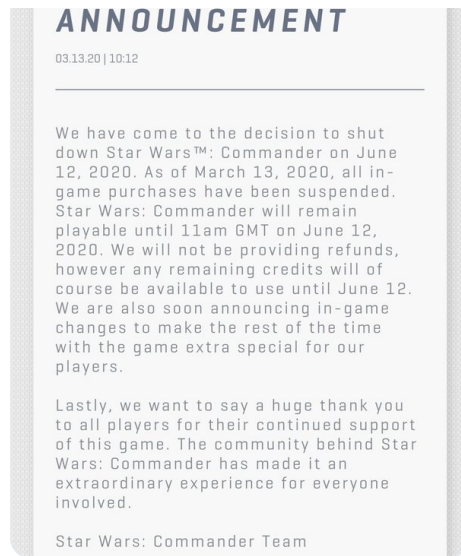 ANNOUNCEMENT
03.13.20 | 10:12
We have come to the decision to shut
down Star Wars™: Commander on June
12, 2020. As of March 13, 2020, all in-
game purchases have been suspended.
Star Wars: Commander will remain
playable until 11am GMT on June 12,
2020. We will not be providing refunds,
however any remaining credits will of
course be available to use until June 12.
We are also soon announcing in-game
changes to make the rest of the time
with the game extra special for our
players.
Lastly, we want to say a huge thank you
to all players for their continued support
of this game. The community behind Star
Wars: Commander has made it an
extraordinary experience for everyone
involved.
Star Wars: Commander Team